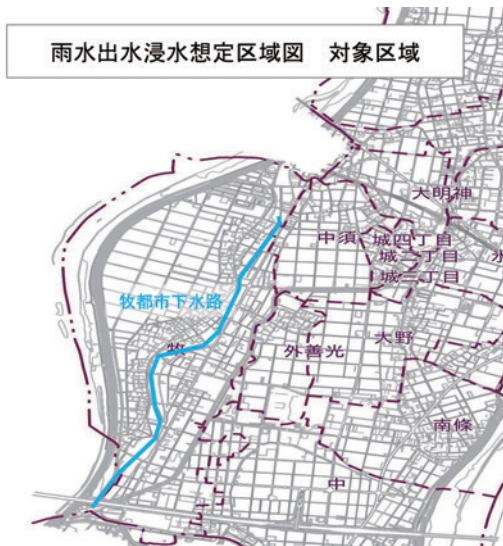 雨水出水浸水想定区域図　対象区域
大明神
中須
城四丁目
城二丁目
城三丁目
牧都市下水路
牧
外善光
大野
南條
中